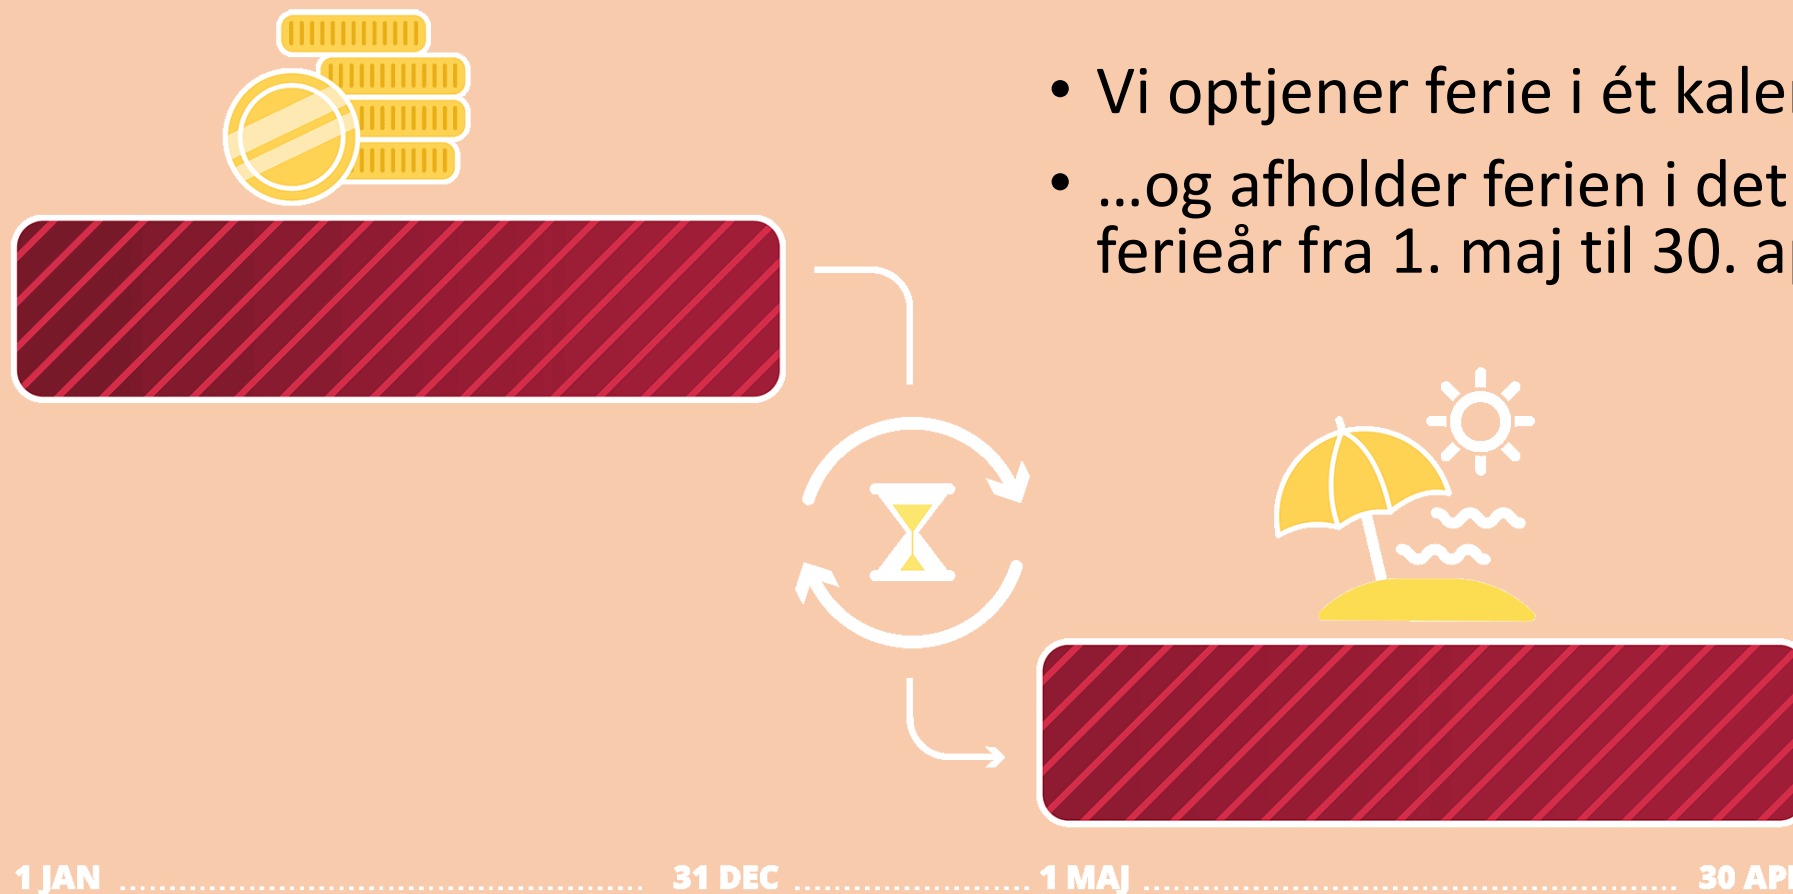 • Vi optjener ferie i ét
• …og afholder ferien i det
ferieår fra 1. maj til 30.
1 JAN 31 DEC 1 MAJ 30